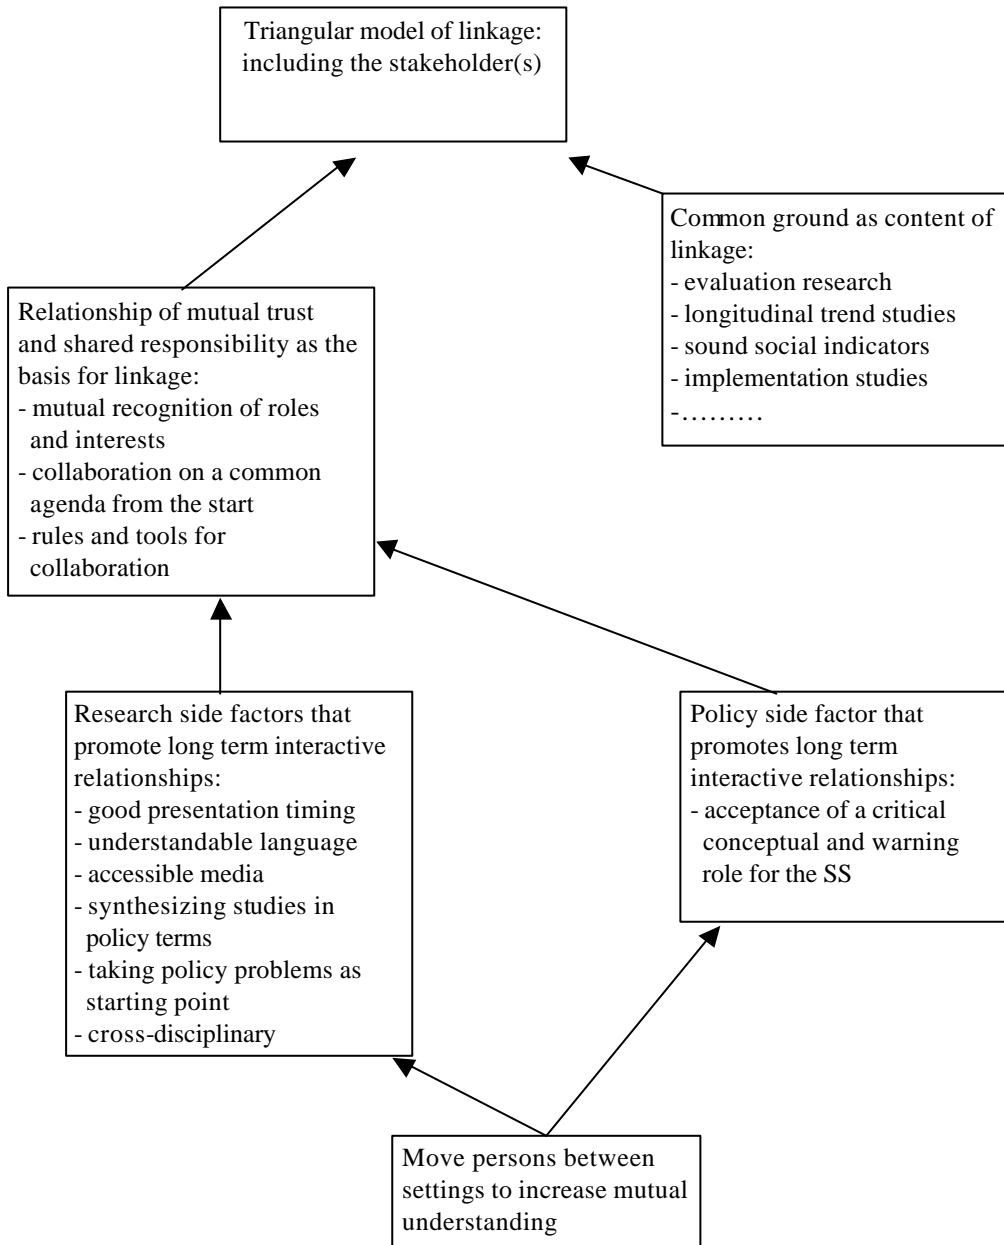 Triangular model of linkage:
including the stakeholder(s)
Common ground as content of
linkage:
- evaluation research
- longitudinal trend studies
- sound social indicators
- implementation studies
-………
Relationship of mutual trust
and shared responsibility as the
basis for linkage:
- mutual recognition of roles
and interests
- collaboration on a common
agenda from the start
- rules and tools for
collaboration
Research side factors that
promote long term interactive
relationships:
- good presentation timing
- understandable language
- accessible media
- synthesizing studies in
policy terms
- taking policy problems as
starting point
- cross-disciplinary
Policy side factor that
promotes long term
interactive relationships:
- acceptance of a critical
conceptual and warning
role for the SS
Move persons between
settings to increase mutual
understanding